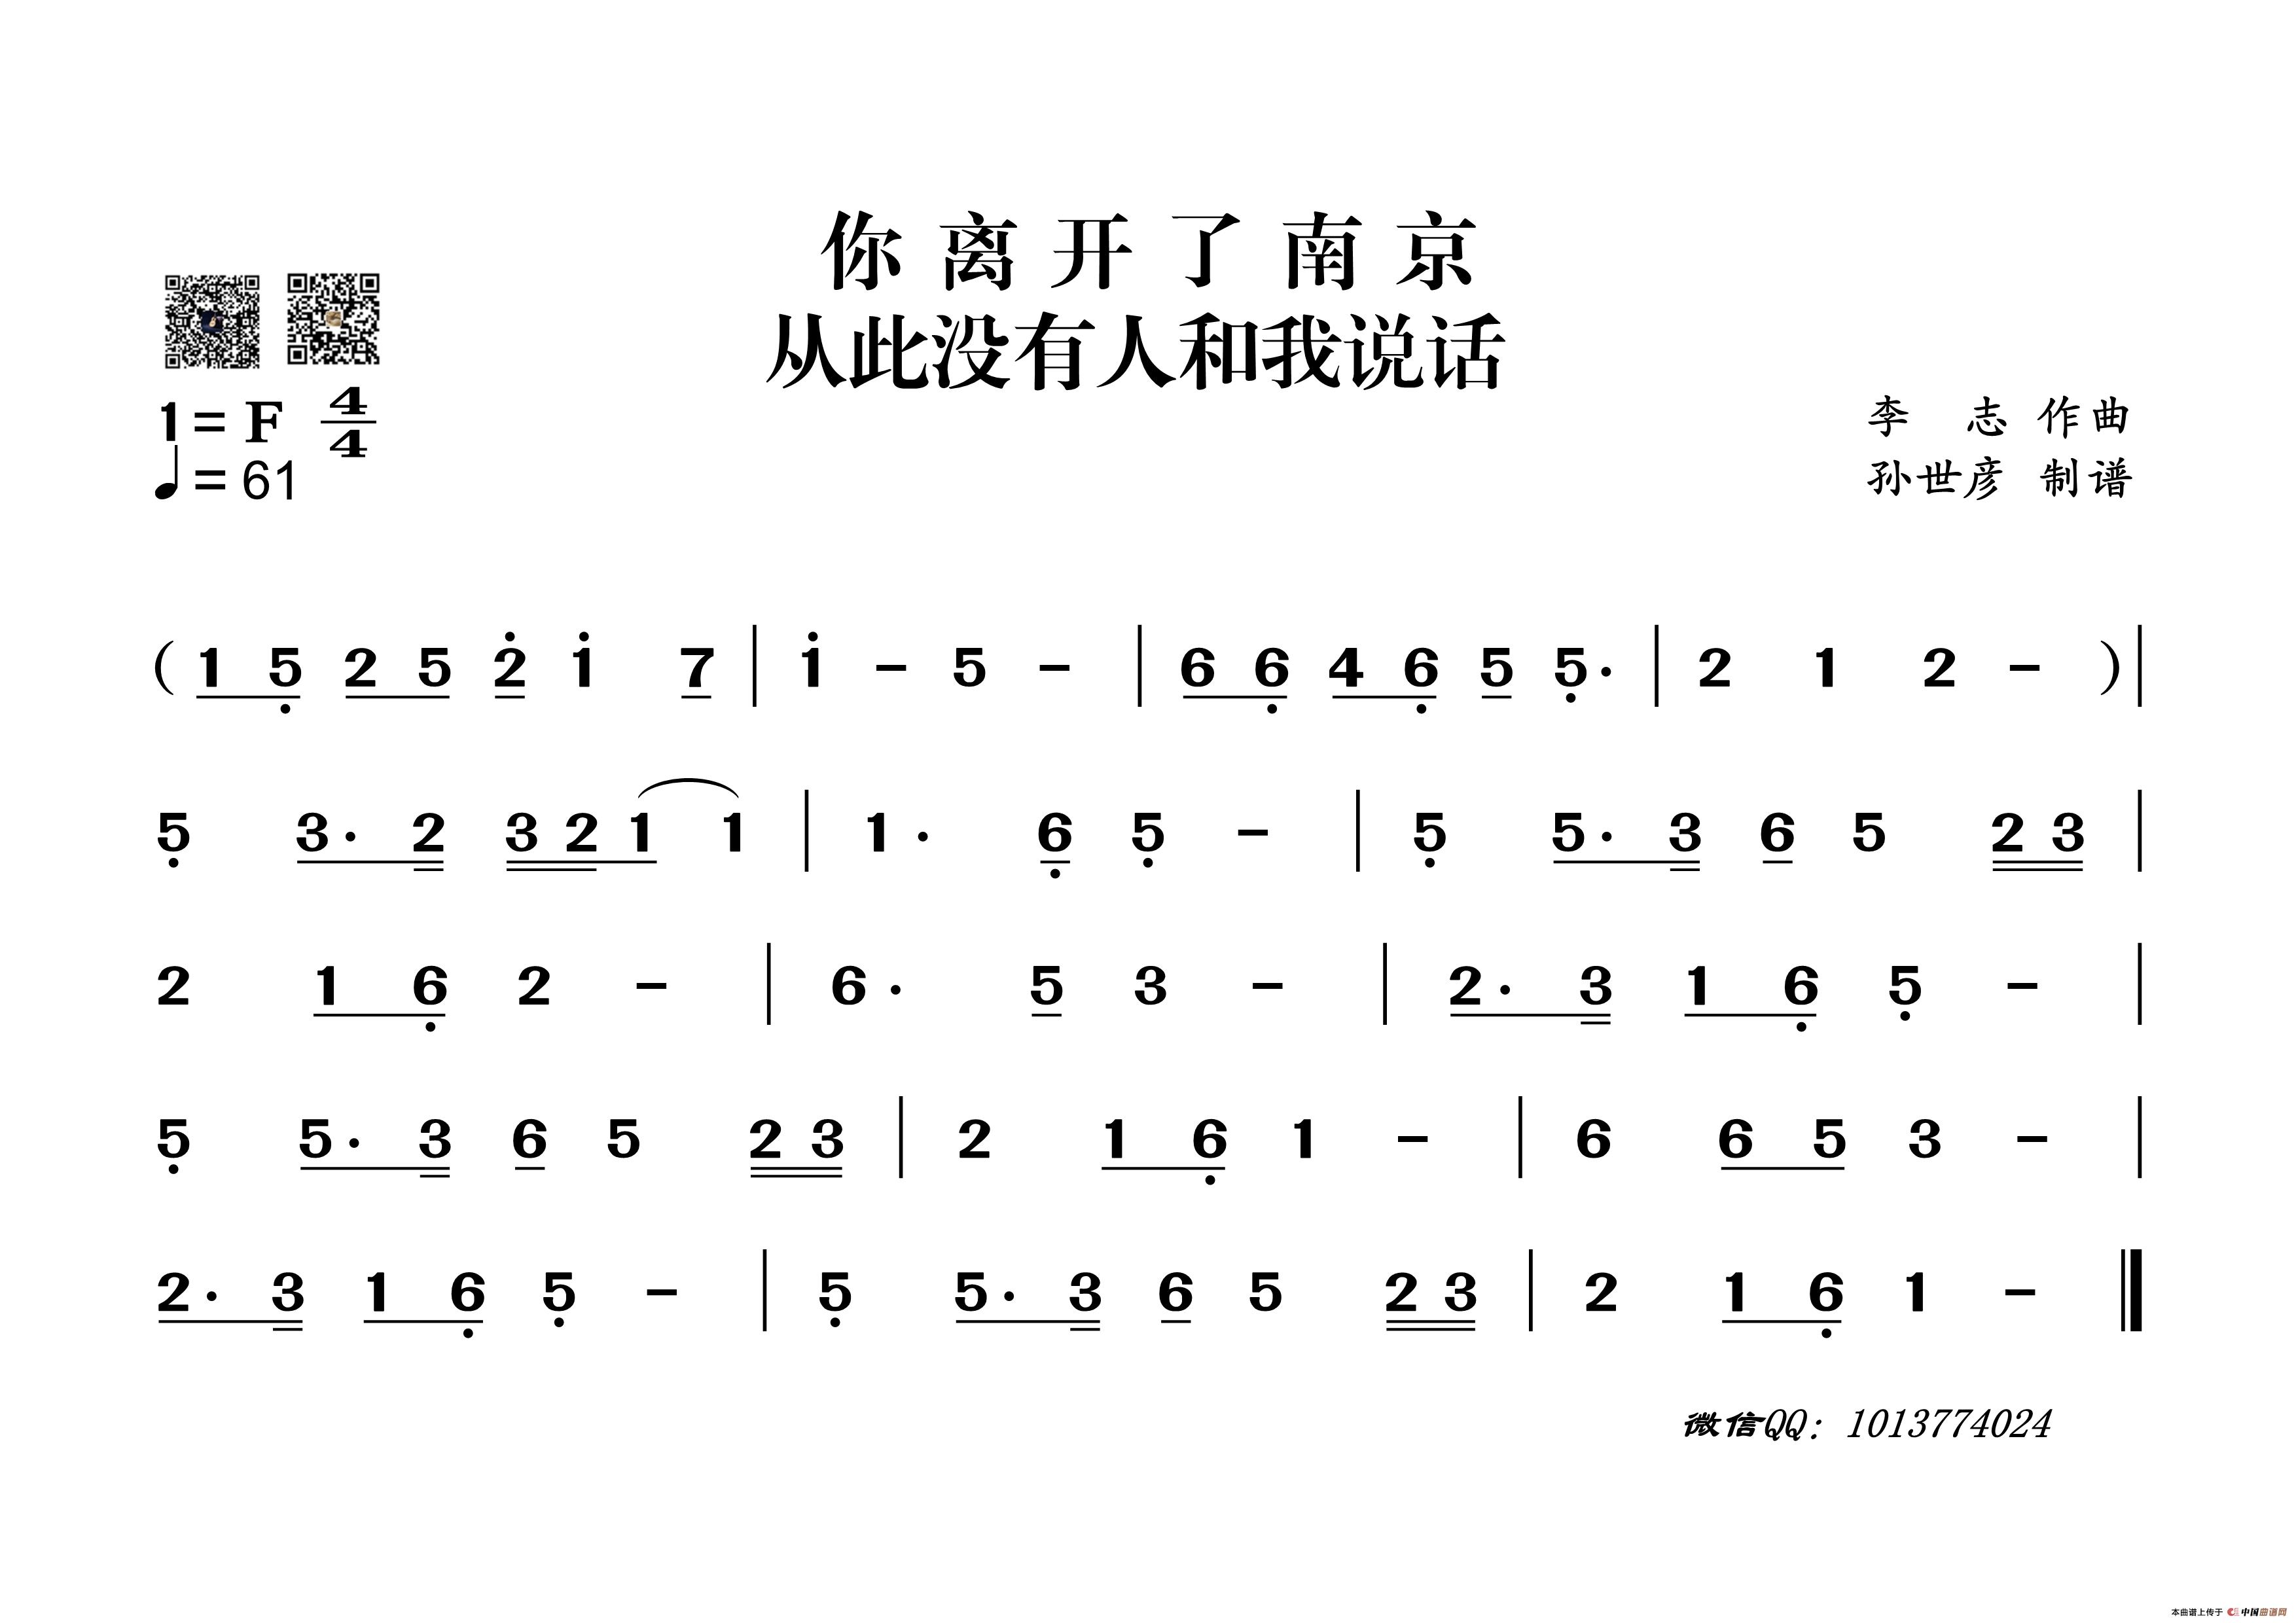 你离开了南京
从此没有人和我说话
1=F 4/4
♩=61
李 志 作曲
孙世彦 制谱
( 1 5̣ 2 5 2̇ 1̇ 7 | 1̇ – 5 – | 6 6̣ 4 6̣ 5 5̣· | 2 1 2 – ) |
5̣ 3· 2 3 2 1 1 | 1· 6̣ 5̣ – | 5̣ 5· 3 6 5 2 3 |
2 1 6̣ 2 – | 6· 5 3 – | 2· 3 1 6̣ 5̣ – |
5̣ 5· 3 6 5 2 3 | 2 1 6̣ 1 – | 6 6 5 3 – |
2· 3 1 6̣ 5̣ – | 5̣ 5· 3 6 5 2 3 | 2 1 6̣ 1 – ‖
微信QQ：1013774024
本曲谱上传于 中国曲谱网